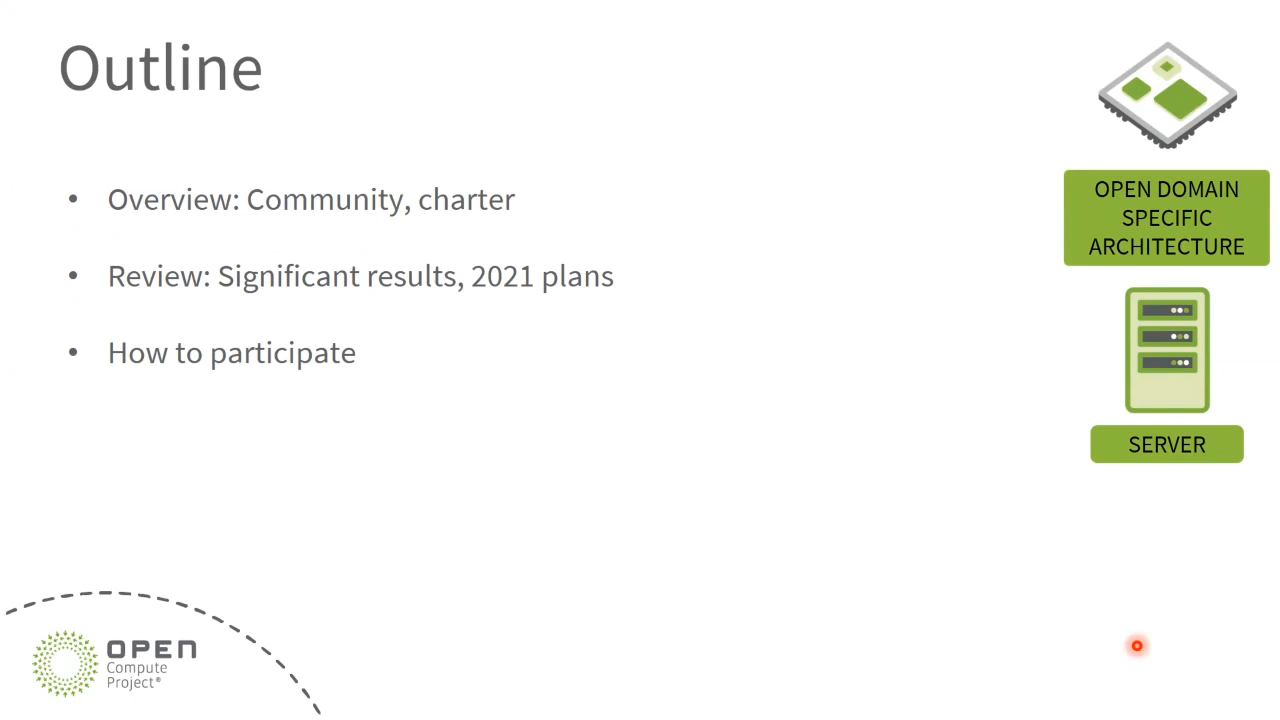 Outline
• Overview: Community, charter
• Review: Significant results, 2021 plans
• How to participate
OPEN DOMAIN
SPECIFIC
ARCHITECTURE
SERVER
OPEN
Compute
Project®